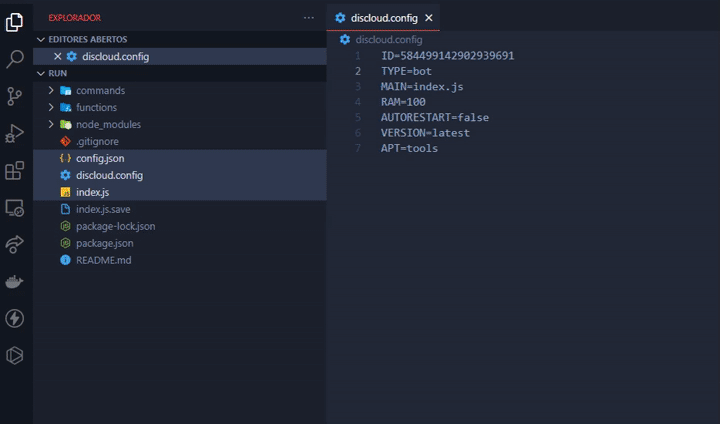 EXPLORADOR
EDITORES ABERTOS
discloud.config
RUN
commands
functions
node_modules
.gitignore
config.json
discloud.config
index.js
index.js.save
package-lock.json
package.json
README.md
discloud.config
discloud.config
1 ID=584499142902939691
2 TYPE=bot
3 MAIN=index.js
4 RAM=100
5 AUTORESTART=false
6 VERSION=latest
7 APT=tools